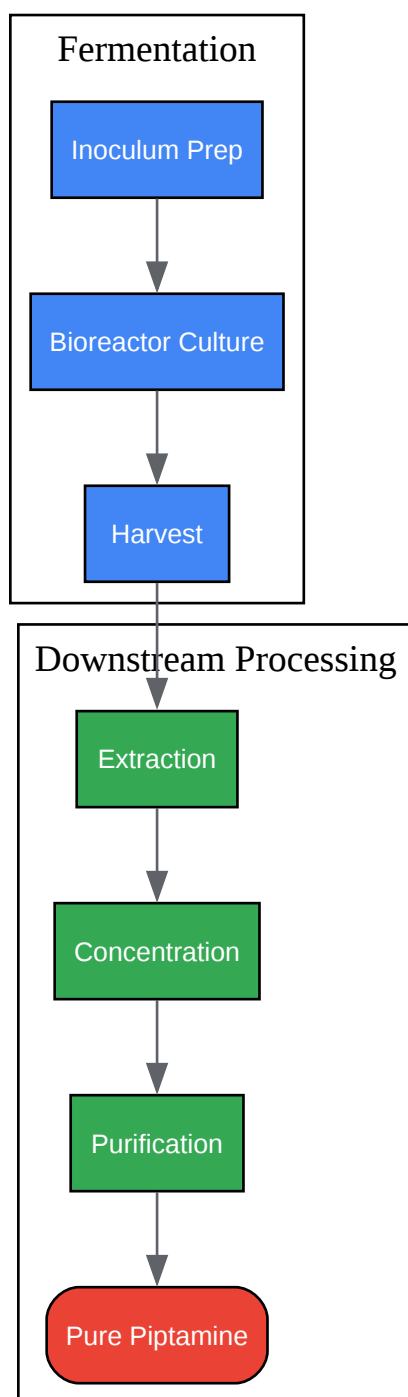 Fermentation
Inoculum Prep
Bioreactor Culture
Harvest
Downstream Processing
Extraction
Concentration
Purification
Pure Piptamine